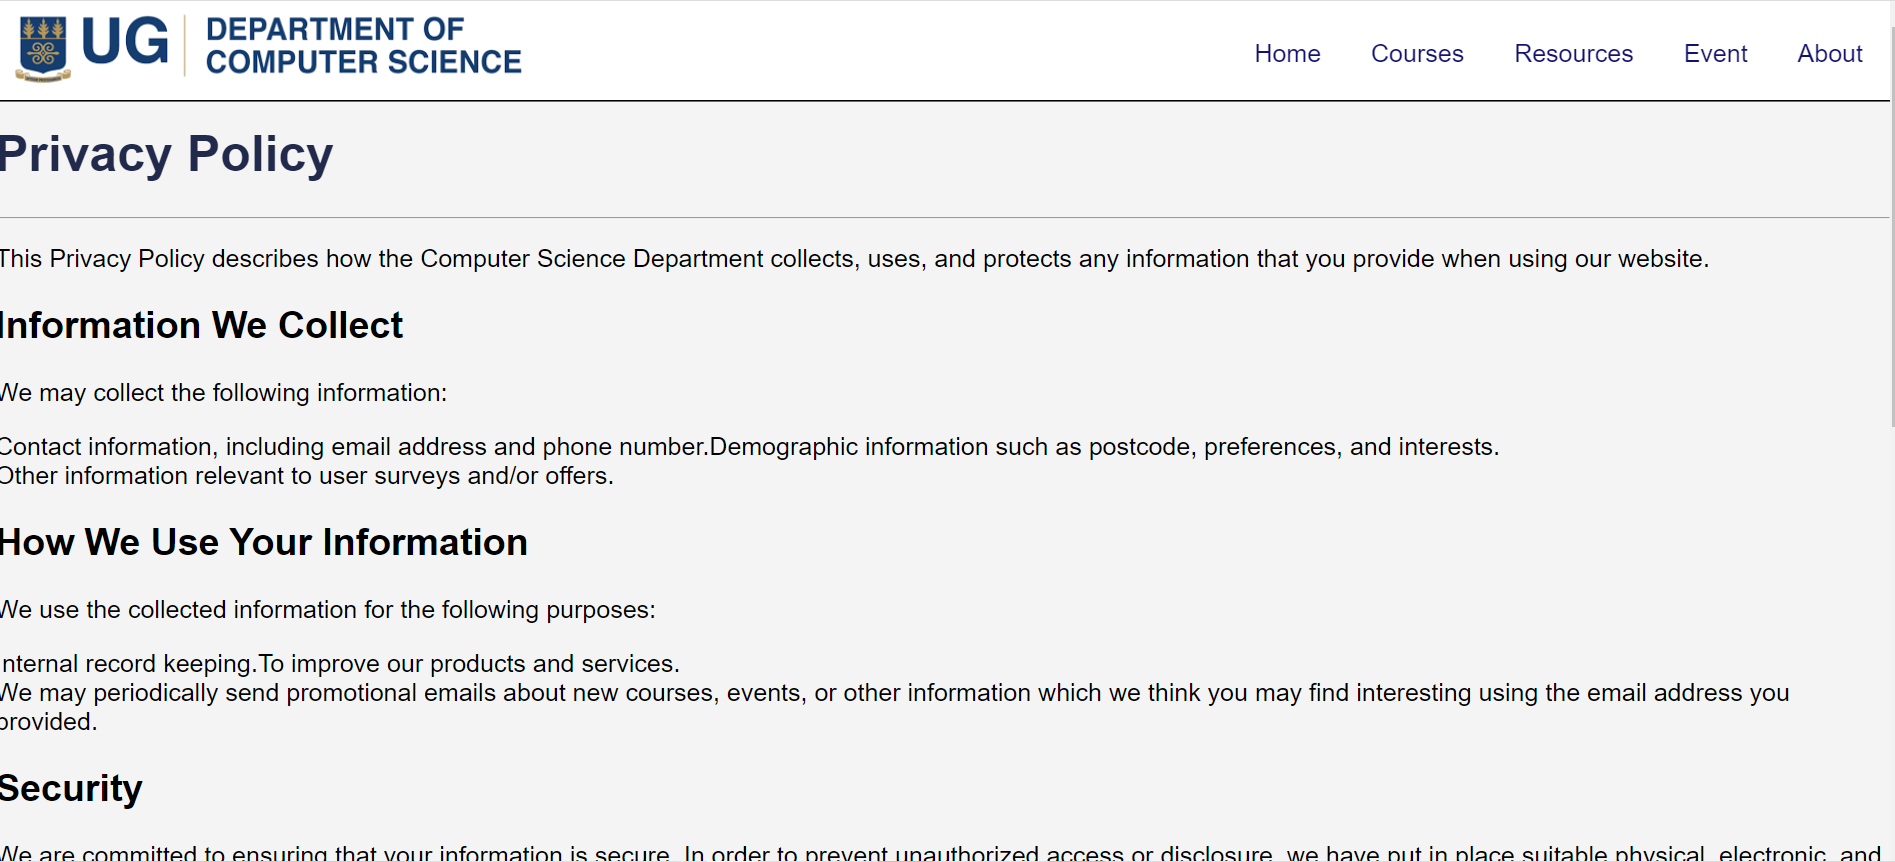 UG DEPARTMENT OF
COMPUTER SCIENCE
Home Courses Resources Event About
Privacy Policy
This Privacy Policy describes how the Computer Science Department collects, uses, and protects any information that you provide when using our website.
Information We Collect
We may collect the following information:
Contact information, including email address and phone number.Demographic information such as postcode, preferences, and interests.
Other information relevant to user surveys and/or offers.
How We Use Your Information
We use the collected information for the following purposes:
Internal record keeping.To improve our products and services.
We may periodically send promotional emails about new courses, events, or other information which we think you may find interesting using the email address you
provided.
Security
We are committed to ensuring that your information is secure. In order to prevent unauthorized access or disclosure, we have put in place suitable physical, electronic, and